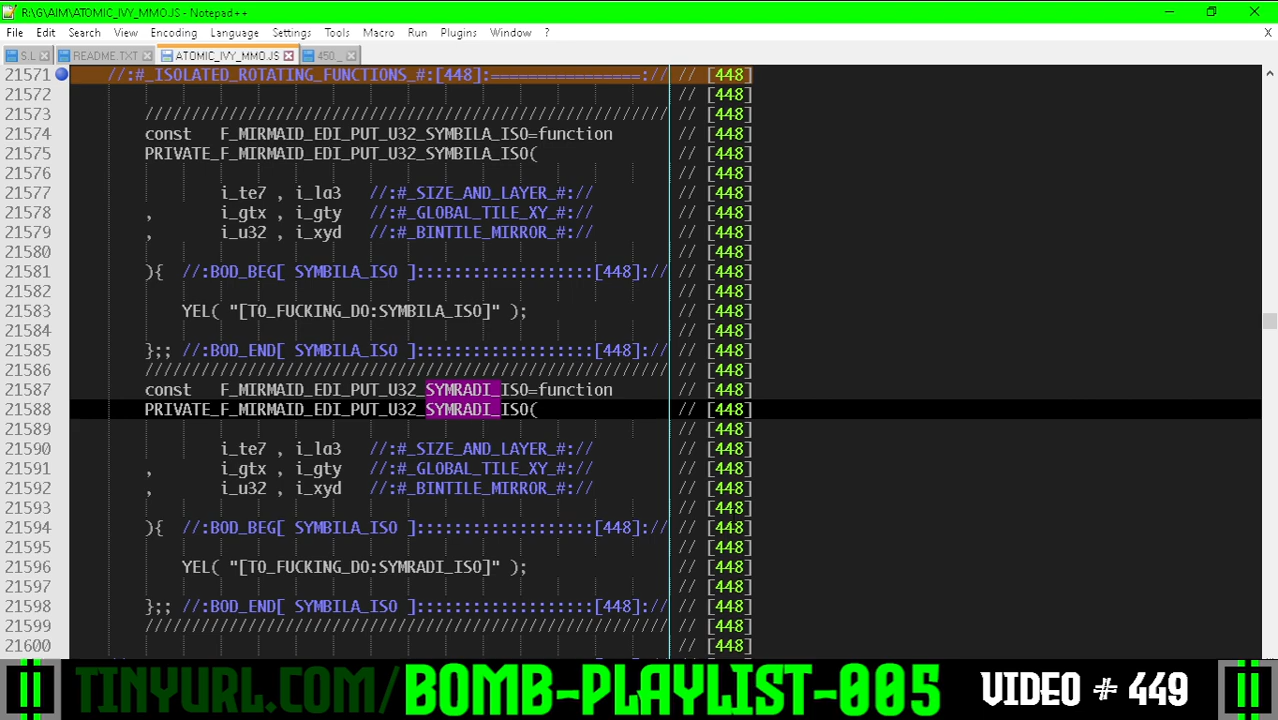 R:\G\AIM\ATOMIC_IVY_MMO.JS - Notepad++
File Edit Search View Encoding Language Settings Tools Macro Run Plugins Window ? X
S.L README.TXT ATOMIC_IVY_MMO.JS 450_
21571 //:#_ISOLATED_ROTATING_FUNCTIONS_#:[448]:================:// // [448]
21572 // [448]
21573 //////////////////////////////////////////////////////// // [448]
21574 const F_MIRMAID_EDI_PUT_U32_SYMBILA_ISO=function // [448]
21575 PRIVATE_F_MIRMAID_EDI_PUT_U32_SYMBILA_ISO( // [448]
21576 // [448]
21577 i_te7 , i_la3 //:#_SIZE_AND_LAYER_#:// // [448]
21578 , i_gtx , i_gty //:#_GLOBAL_TILE_XY_#:// // [448]
21579 , i_u32 , i_xyd //:#_BINTILE_MIRROR_#:// // [448]
21580 // [448]
21581 ){ //:BOD_BEG[ SYMBILA_ISO ]:::::::::::::::::::[448]:// // [448]
21582 // [448]
21583 YEL( "[TO_FUCKING_DO:SYMBILA_ISO]" ); // [448]
21584 // [448]
21585 };; //:BOD_END[ SYMBILA_ISO ]:::::::::::::::::::[448]:// // [448]
21586 //////////////////////////////////////////////////////// // [448]
21587 const F_MIRMAID_EDI_PUT_U32_SYMRADI_ISO=function // [448]
21588 PRIVATE_F_MIRMAID_EDI_PUT_U32_SYMRADI_ISO( // [448]
21589 // [448]
21590 i_te7 , i_la3 //:#_SIZE_AND_LAYER_#:// // [448]
21591 , i_gtx , i_gty //:#_GLOBAL_TILE_XY_#:// // [448]
21592 , i_u32 , i_xyd //:#_BINTILE_MIRROR_#:// // [448]
21593 // [448]
21594 ){ //:BOD_BEG[ SYMBILA_ISO ]:::::::::::::::::::[448]:// // [448]
21595 // [448]
21596 YEL( "[TO_FUCKING_DO:SYMRADI_ISO]" ); // [448]
21597 // [448]
21598 };; //:BOD_END[ SYMBILA_ISO ]:::::::::::::::::::[448]:// // [448]
21599 //////////////////////////////////////////////////////// // [448]
21600 // [448]
TINYURL.COM/BOMB-PLAYLIST-005 VIDEO # 449